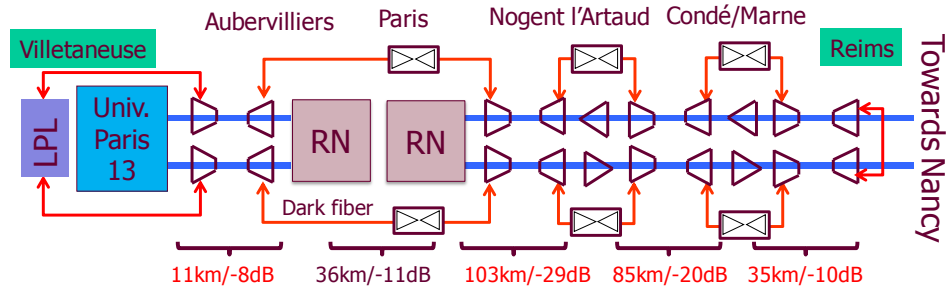 Aubervilliers
Paris
Nogent l'Artaud
Condé/Marne
Villetaneuse
Reims
LPL
Univ.
Paris
13
RN
RN
Towards Nancy
Dark fiber
11km/-8dB
36km/-11dB
103km/-29dB
85km/-20dB
35km/-10dB